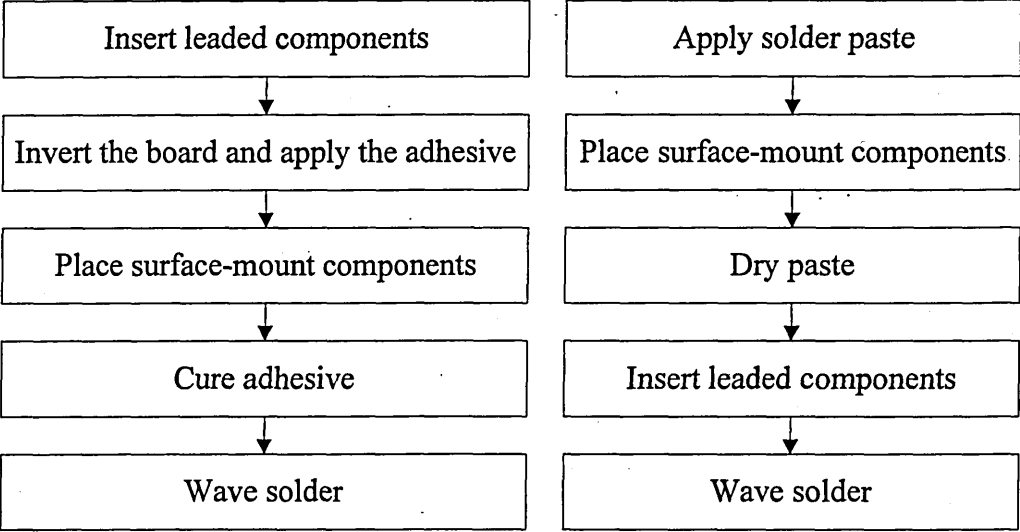 Insert leaded components
Invert the board and apply the adhesive
Place surface-mount components
Cure adhesive
Wave solder
Apply solder paste
Place surface-mount components
Dry paste
Insert leaded components
Wave solder